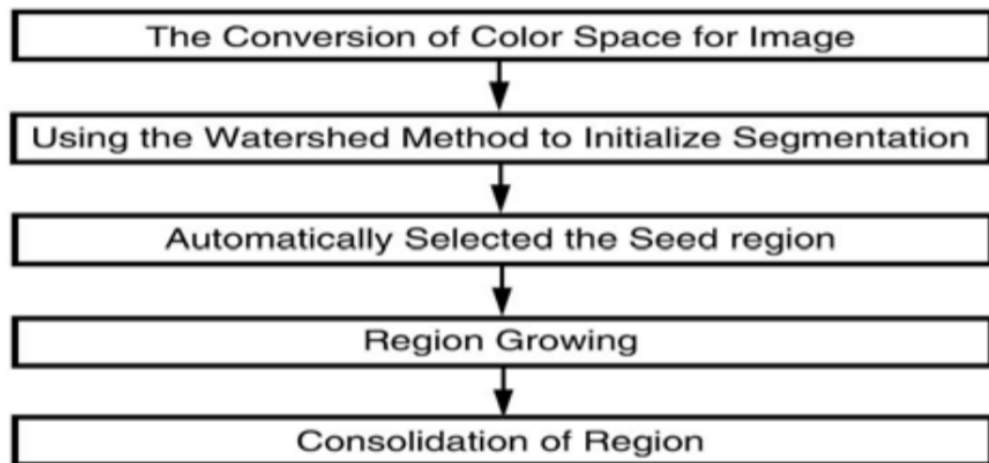 The Conversion of Color Space for Image
Using the Watershed Method to Initialize Segmentation
Automatically Selected the Seed region
Region Growing
Consolidation of Region